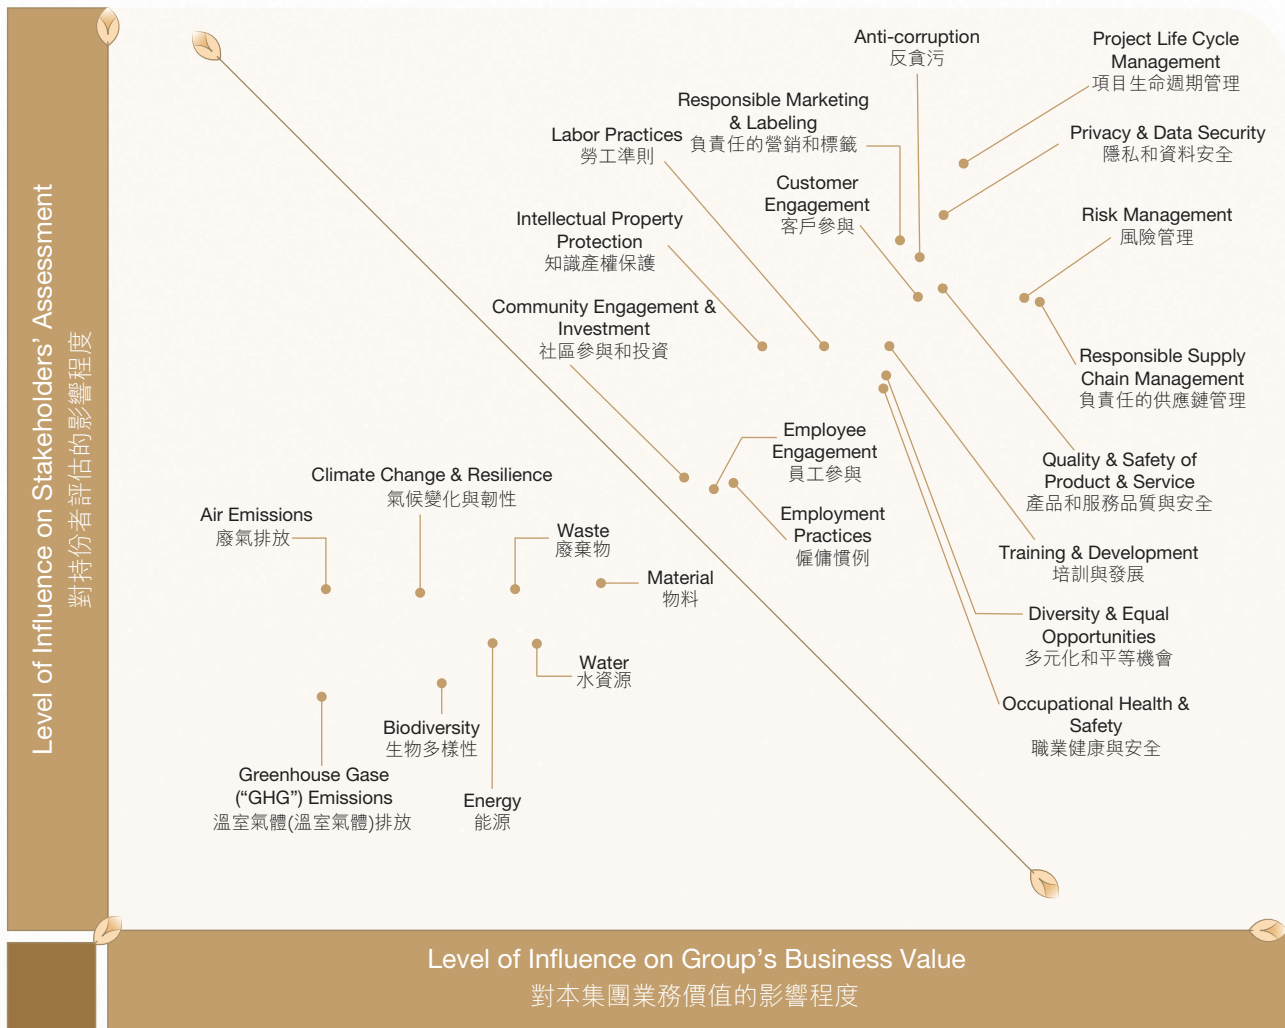 Level of Influence on Stakeholders' Assessment
對持份者評估的影響程度
Anti-corruption
反貪污
Project Life Cycle
Management
項目生命週期管理
Responsible Marketing
& Labeling
負責任的營銷和標籤
Privacy & Data Security
隱私和資料安全
Labor Practices
勞工準則
Customer
Engagement
客戶參與
Risk Management
風險管理
Intellectual Property
Protection
知識產權保護
Community Engagement &
Investment
社區參與和投資
Responsible Supply
Chain Management
負責任的供應鏈管理
Employee
Engagement
員工參與
Quality & Safety of
Product & Service
產品和服務品質與安全
Climate Change & Resilience
氣候變化與韌性
Air Emissions
廢氣排放
Waste
廢棄物
Employment
Practices
僱傭慣例
Training & Development
培訓與發展
Material
物料
Diversity & Equal
Opportunities
多元化和平等機會
Water
水資源
Occupational Health &
Safety
職業健康與安全
Biodiversity
生物多樣性
Greenhouse Gase
(“GHG”) Emissions
溫室氣體(溫室氣體)排放
Energy
能源
Level of Influence on Group’s Business Value
對本集團業務價值的影響程度